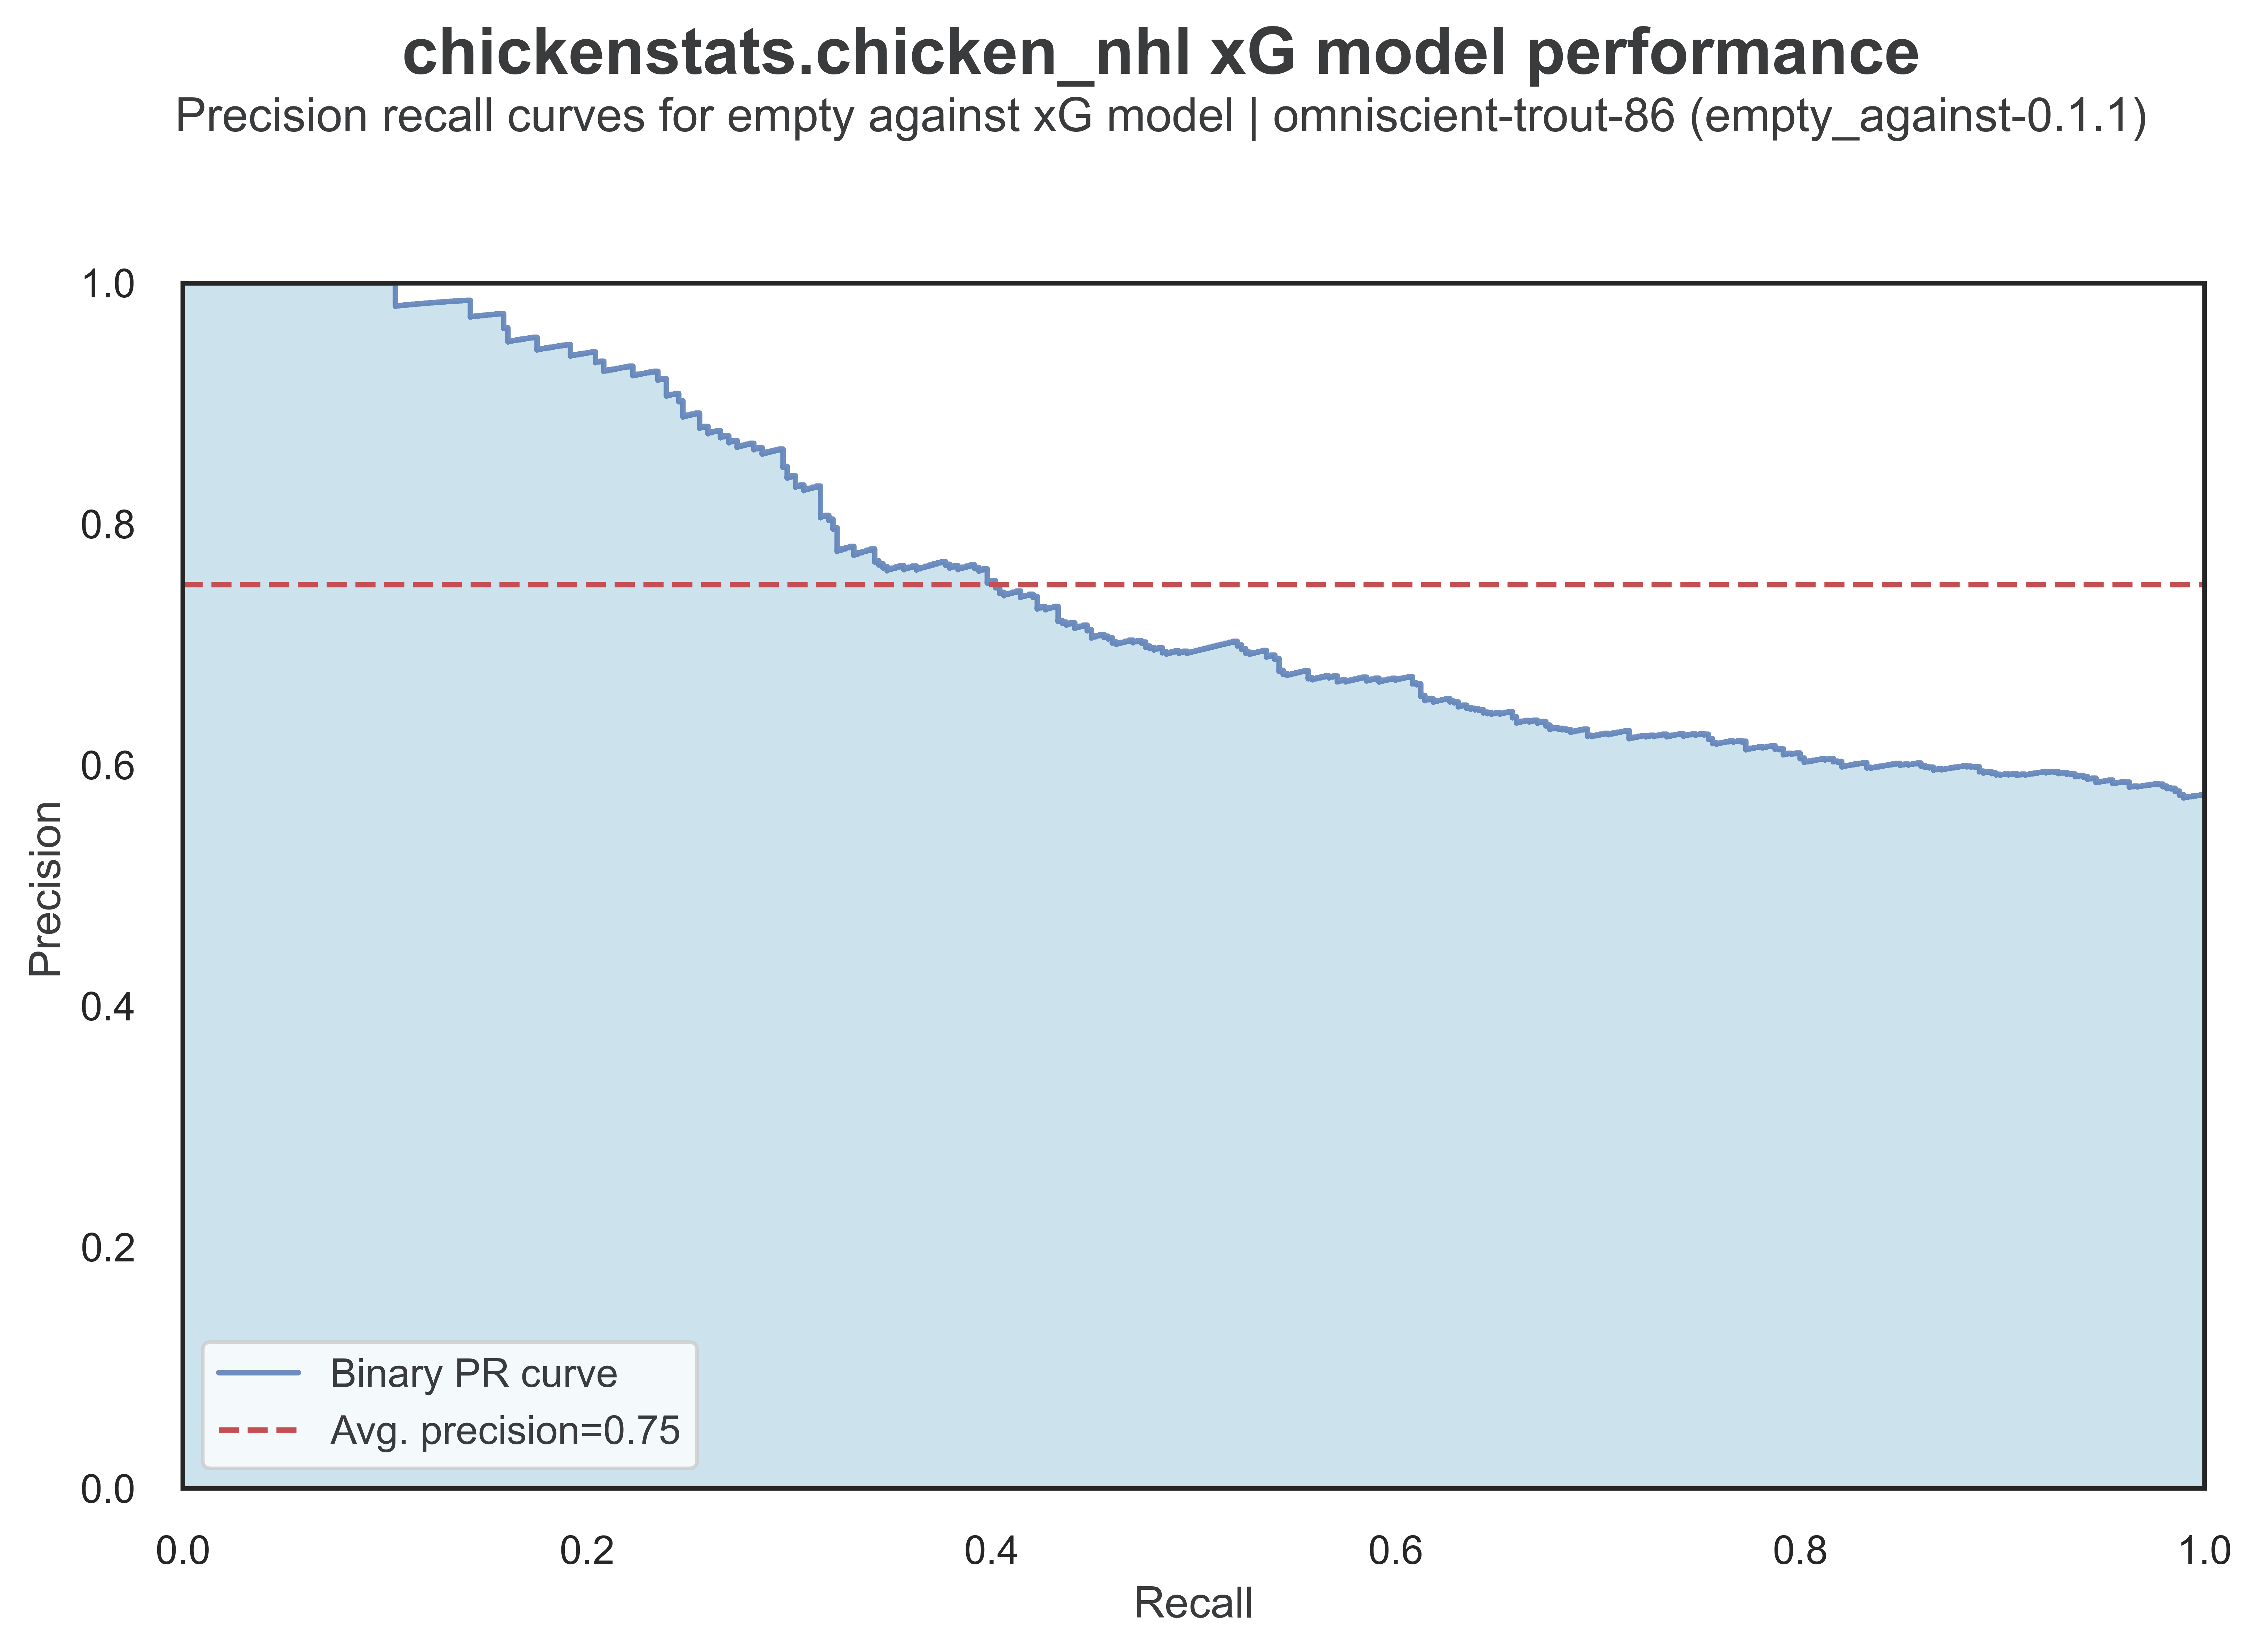 chickenstats.chicken_nhl xG model performance
Precision recall curves for empty against xG model | omniscient-trout-86 (empty_against-0.1.1)
1.0
0.8
0.6
0.4
0.2
0.0
Precision
Binary PR curve
Avg. precision=0.75
0.0 0.2 0.4 0.6 0.8 1.0
Recall